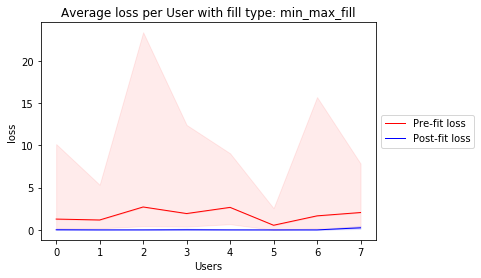 Average loss per User with fill type: min_max_fill
loss
20
15
10
5
0
0 1 2 3 4 5 6 7
Users
Pre-fit loss
Post-fit loss